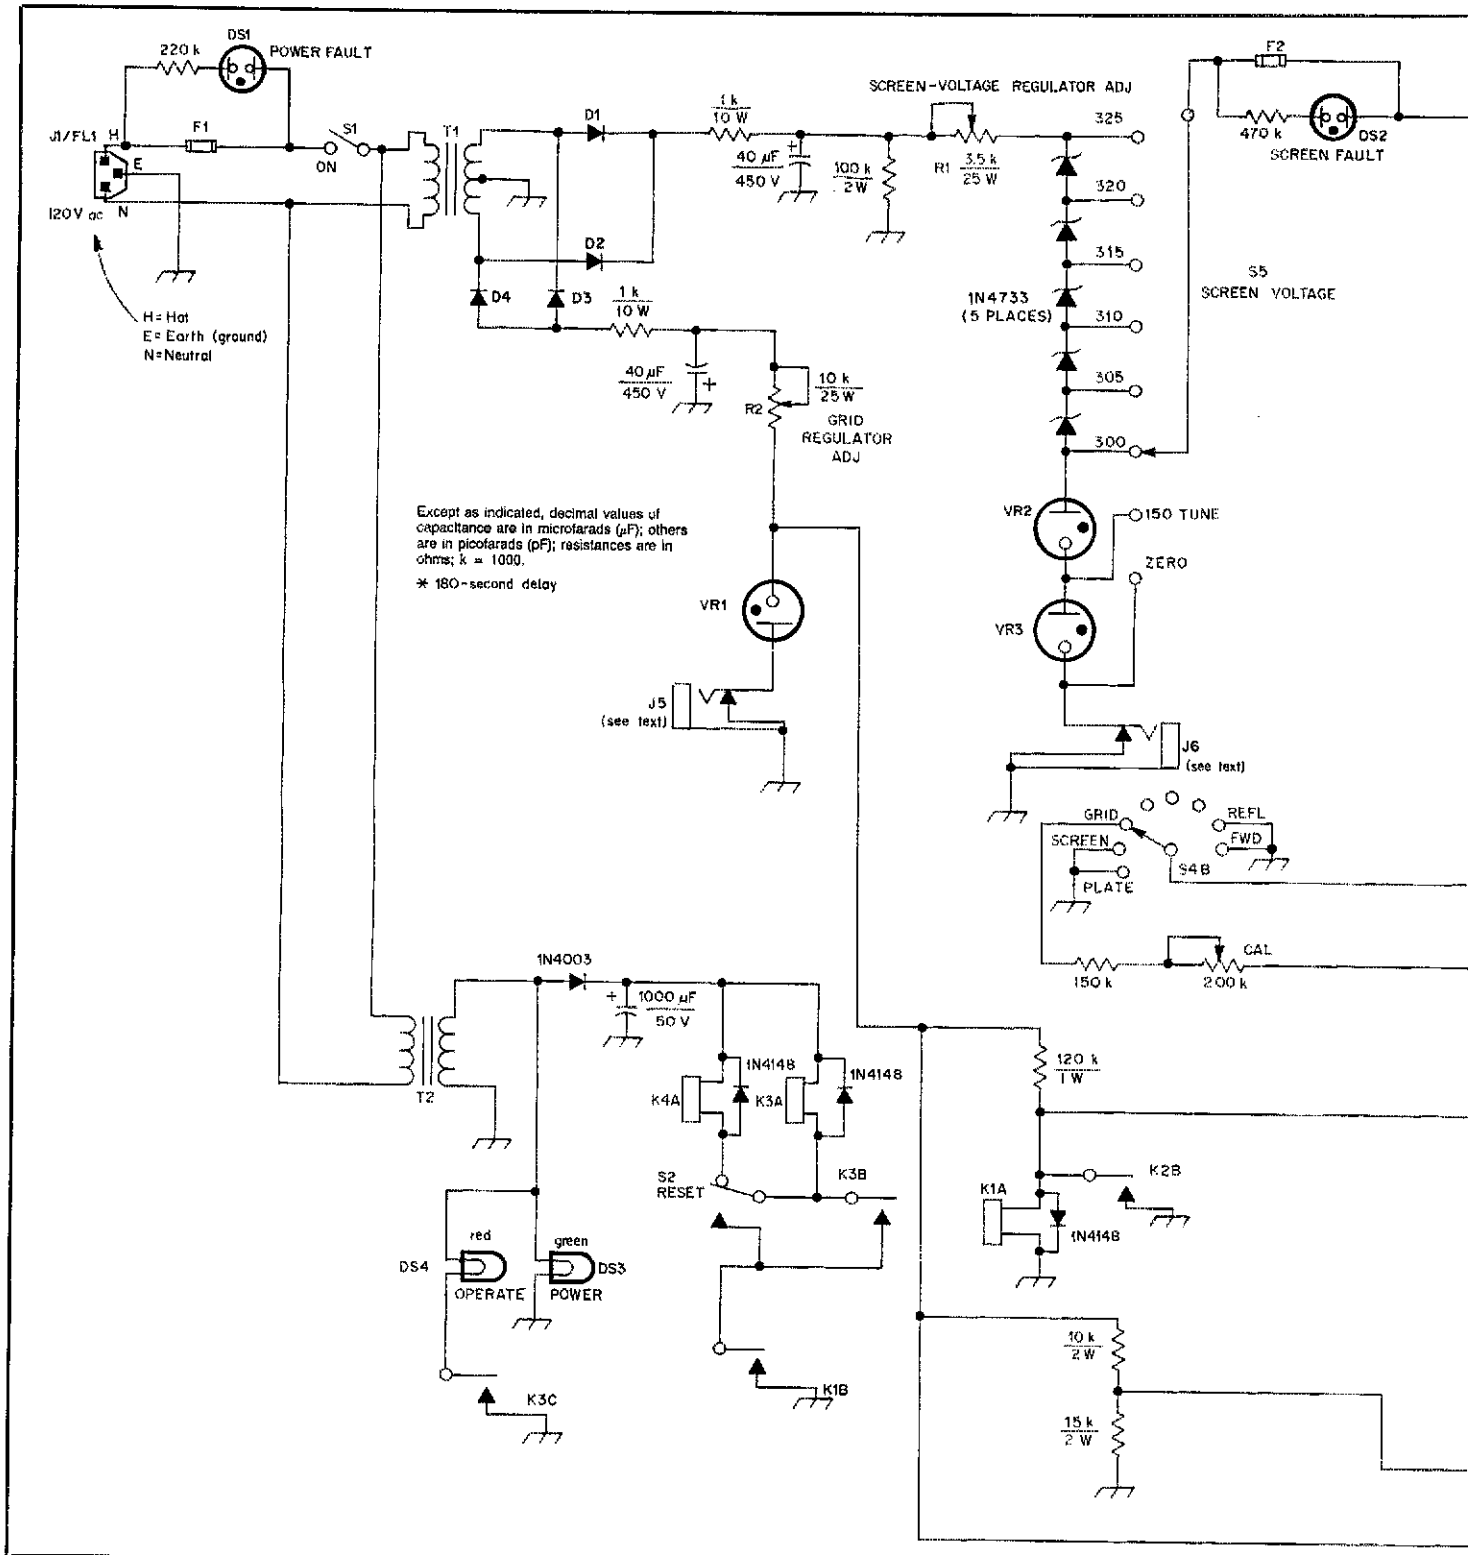 DS1
220 k
POWER FAULT
F2
SCREEN-VOLTAGE REGULATOR ADJ
J1/FL1
H
F1
S1
T1
D1
1 k
10 W
325
470 k
DS2
SCREEN FAULT
E
ON
40 µF
450 V
+
100 k
2W
R1
3.5 k
25 W
120V ac
N
320
D2
315
S5
SCREEN VOLTAGE
D4
D3
1 k
10 W
1N4733
(5 PLACES)
310
H = Hot
E = Earth (ground)
N = Neutral
40 µF
450 V
+
R2
10 k
25 W
305
GRID
REGULATOR
ADJ
300
Except as indicated, decimal values of
capacitance are in microfarads (µF); others
are in picofarads (pF); resistances are in
ohms; k = 1000.
* 180-second delay
VR2
150 TUNE
ZERO
VR1
VR3
J5
(see text)
J6
(see text)
GRID
REFL
SCREEN
FWD
S4B
PLATE
CAL
150 k
200 k
1N4003
+
1000 µF
50 V
1N4148
1N4148
120 k
1 W
T2
K4A
K3A
S2
RESET
K3B
K1A
K2B
1N4148
red
green
DS4
DS3
OPERATE
POWER
10 k
2 W
K3C
K1B
15 k
2 W